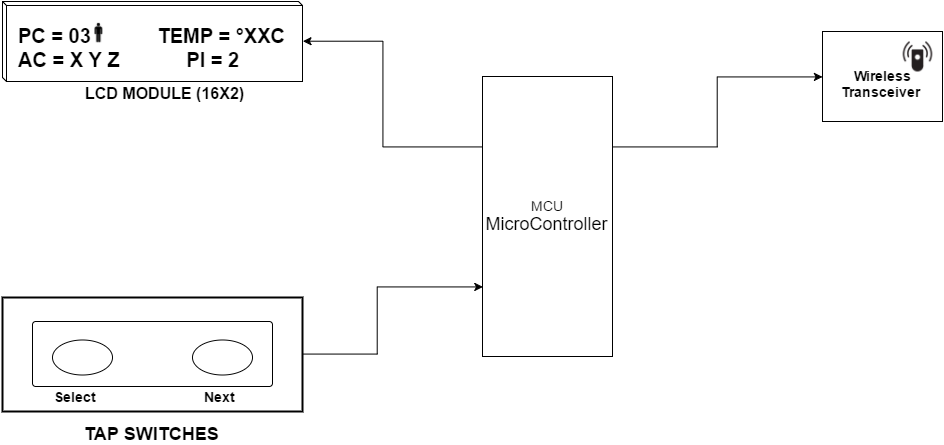 PC = 03 TEMP = °XXC
AC = X Y Z PI = 2
LCD MODULE (16X2)
Wireless
Transceiver
MCU
MicroController
Select Next
TAP SWITCHES